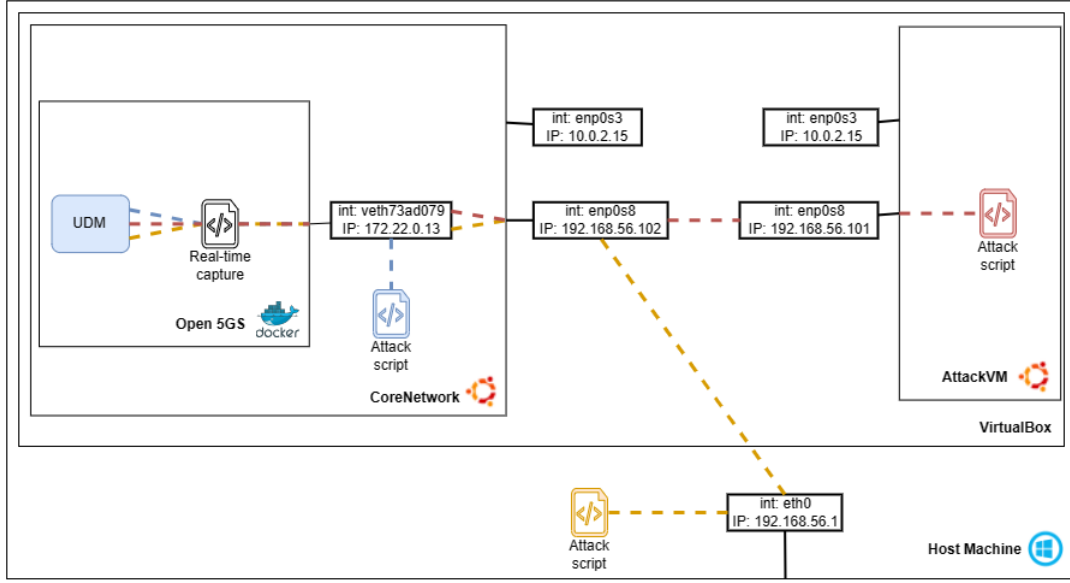 int: enp0s3
IP: 10.0.2.15
int: enp0s3
IP: 10.0.2.15
UDM
Real-time
capture
int: veth73ad079
IP: 172.22.0.13
int: enp0s8
IP: 192.168.56.102
int: enp0s8
IP: 192.168.56.101
Attack
script
Open 5GS
docker
Attack
script
CoreNetwork
AttackVM
VirtualBox
Attack
script
int: eth0
IP: 192.168.56.1
Host Machine